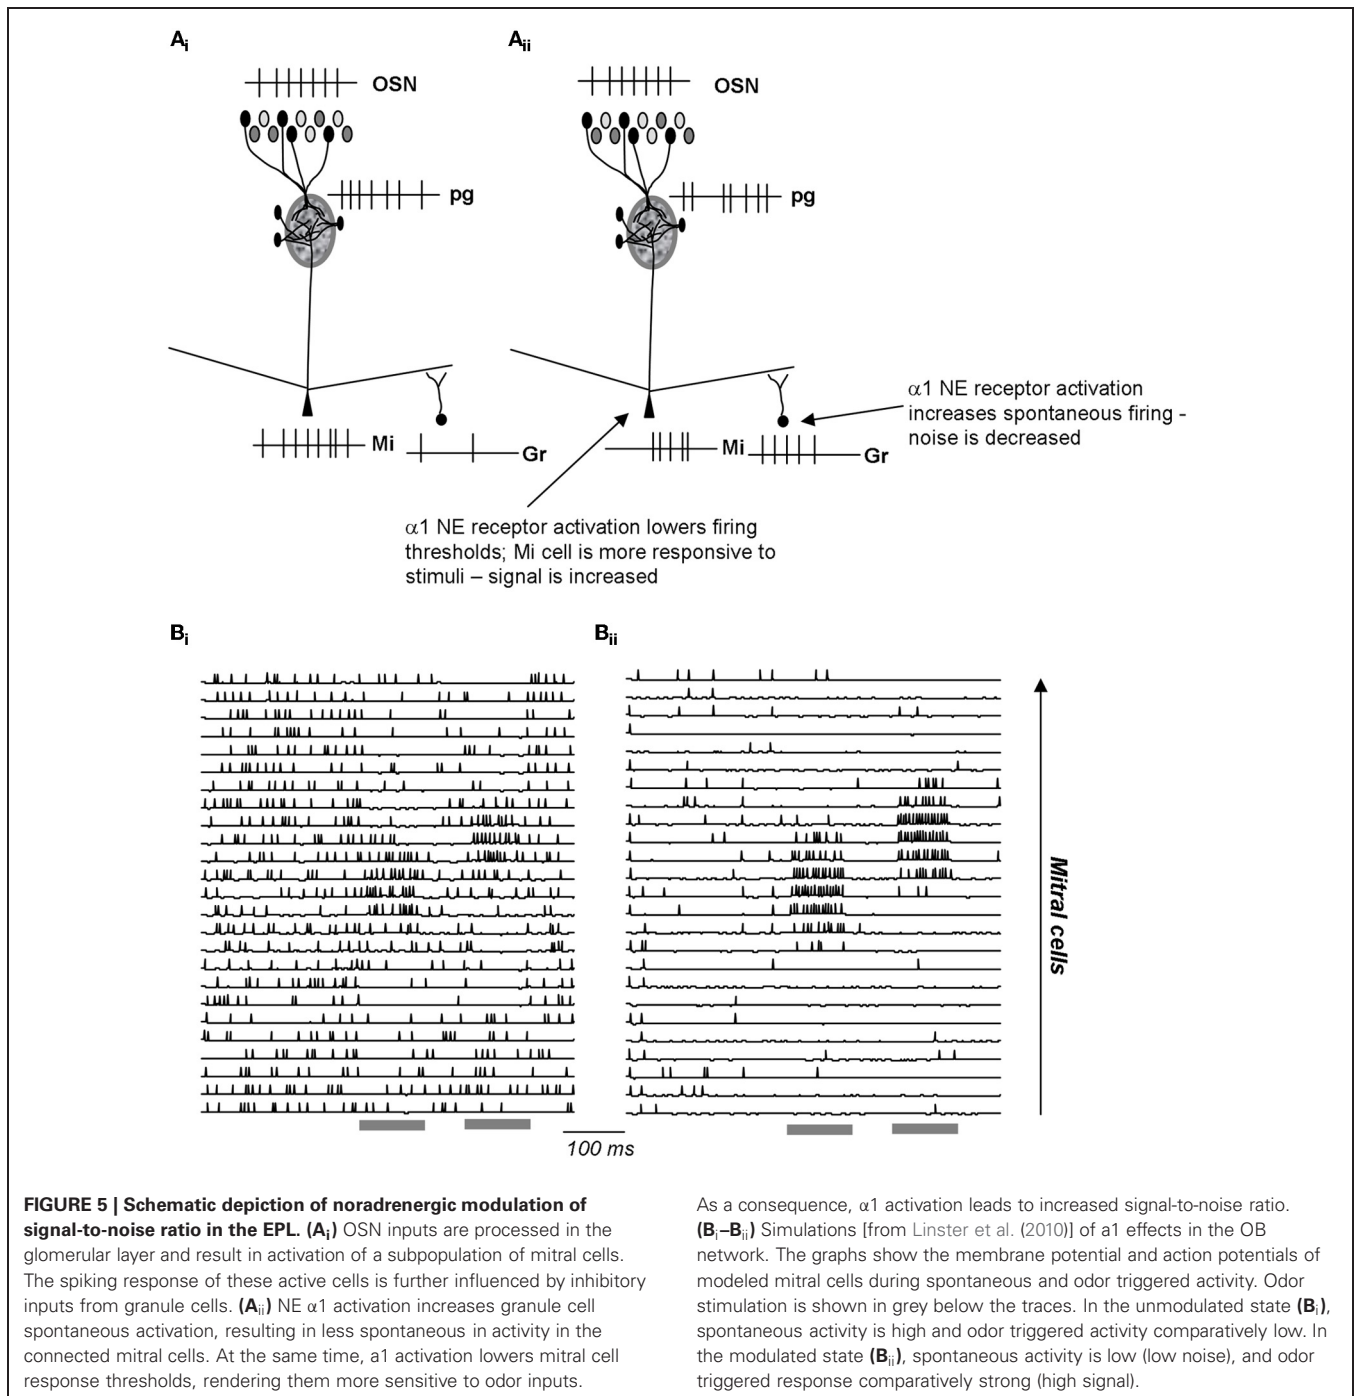 Ai
Aii
OSN
OSN
pg
pg
Mi
Gr
Mi
Gr
α1 NE receptor activation
increases spontaneous firing -
noise is decreased
α1 NE receptor activation lowers firing
thresholds; Mi cell is more responsive to
stimuli – signal is increased
Bi
Bii
Mitral cells
100 ms
FIGURE 5 | Schematic depiction of noradrenergic modulation of
signal-to-noise ratio in the EPL. (Ai) OSN inputs are processed in the
glomerular layer and result in activation of a subpopulation of mitral cells.
The spiking response of these active cells is further influenced by inhibitory
inputs from granule cells. (Aii) NE α1 activation increases granule cell
spontaneous activation, resulting in less spontaneous in activity in the
connected mitral cells. At the same time, a1 activation lowers mitral cell
response thresholds, rendering them more sensitive to odor inputs.
As a consequence, α1 activation leads to increased signal-to-noise ratio.
(Bi–Bii) Simulations [from Linster et al. (2010)] of a1 effects in the OB
network. The graphs show the membrane potential and action potentials of
modeled mitral cells during spontaneous and odor triggered activity. Odor
stimulation is shown in grey below the traces. In the unmodulated state (Bi),
spontaneous activity is high and odor triggered activity comparatively low. In
the modulated state (Bii), spontaneous activity is low (low noise), and odor
triggered response comparatively strong (high signal).